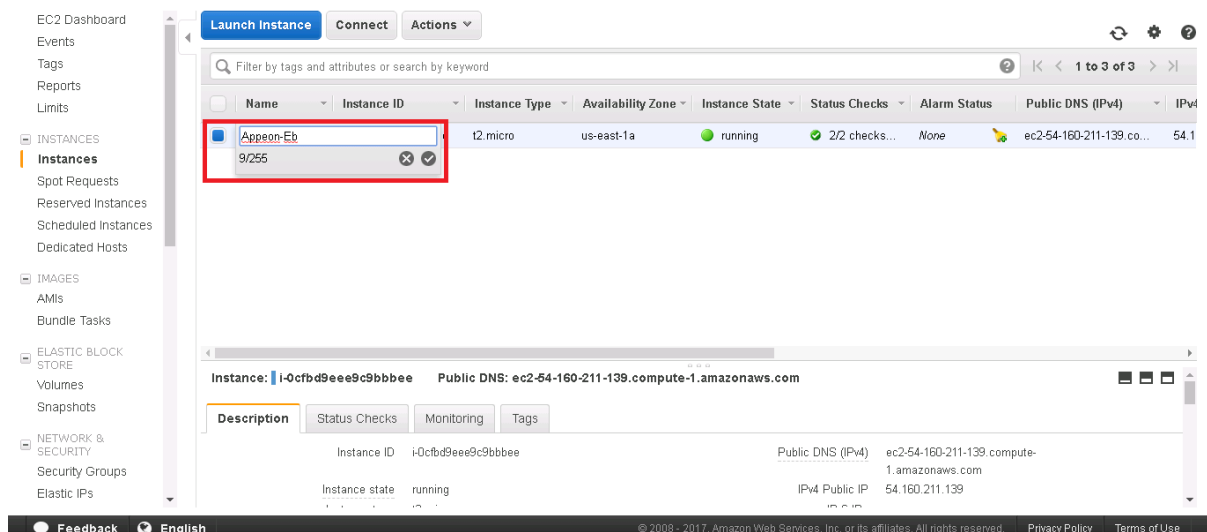 EC2 Dashboard
Events
Tags
Reports
Limits
INSTANCES
Instances
Spot Requests
Reserved Instances
Scheduled Instances
Dedicated Hosts
IMAGES
AMIs
Bundle Tasks
ELASTIC BLOCK
STORE
Volumes
Snapshots
NETWORK &
SECURITY
Security Groups
Elastic IPs
Launch Instance Connect Actions
Filter by tags and attributes or search by keyword 1 to 3 of 3
Name Instance ID Instance Type Availability Zone Instance State Status Checks Alarm Status Public DNS (IPv4) IPv4
Appeon-Eb t2.micro us-east-1a running 2/2 checks... None ec2-54-160-211-139.co... 54.1
9/255
Instance: i-0cfbd9eee9c9bbbee Public DNS: ec2-54-160-211-139.compute-1.amazonaws.com
Description Status Checks Monitoring Tags
Instance ID i-0cfbd9eee9c9bbbee Public DNS (IPv4) ec2-54-160-211-139.compute-
1.amazonaws.com
Instance state running IPv4 Public IP 54.160.211.139
Feedback English © 2008 - 2017, Amazon Web Services, Inc. or its affiliates. All rights reserved. Privacy Policy Terms of Use